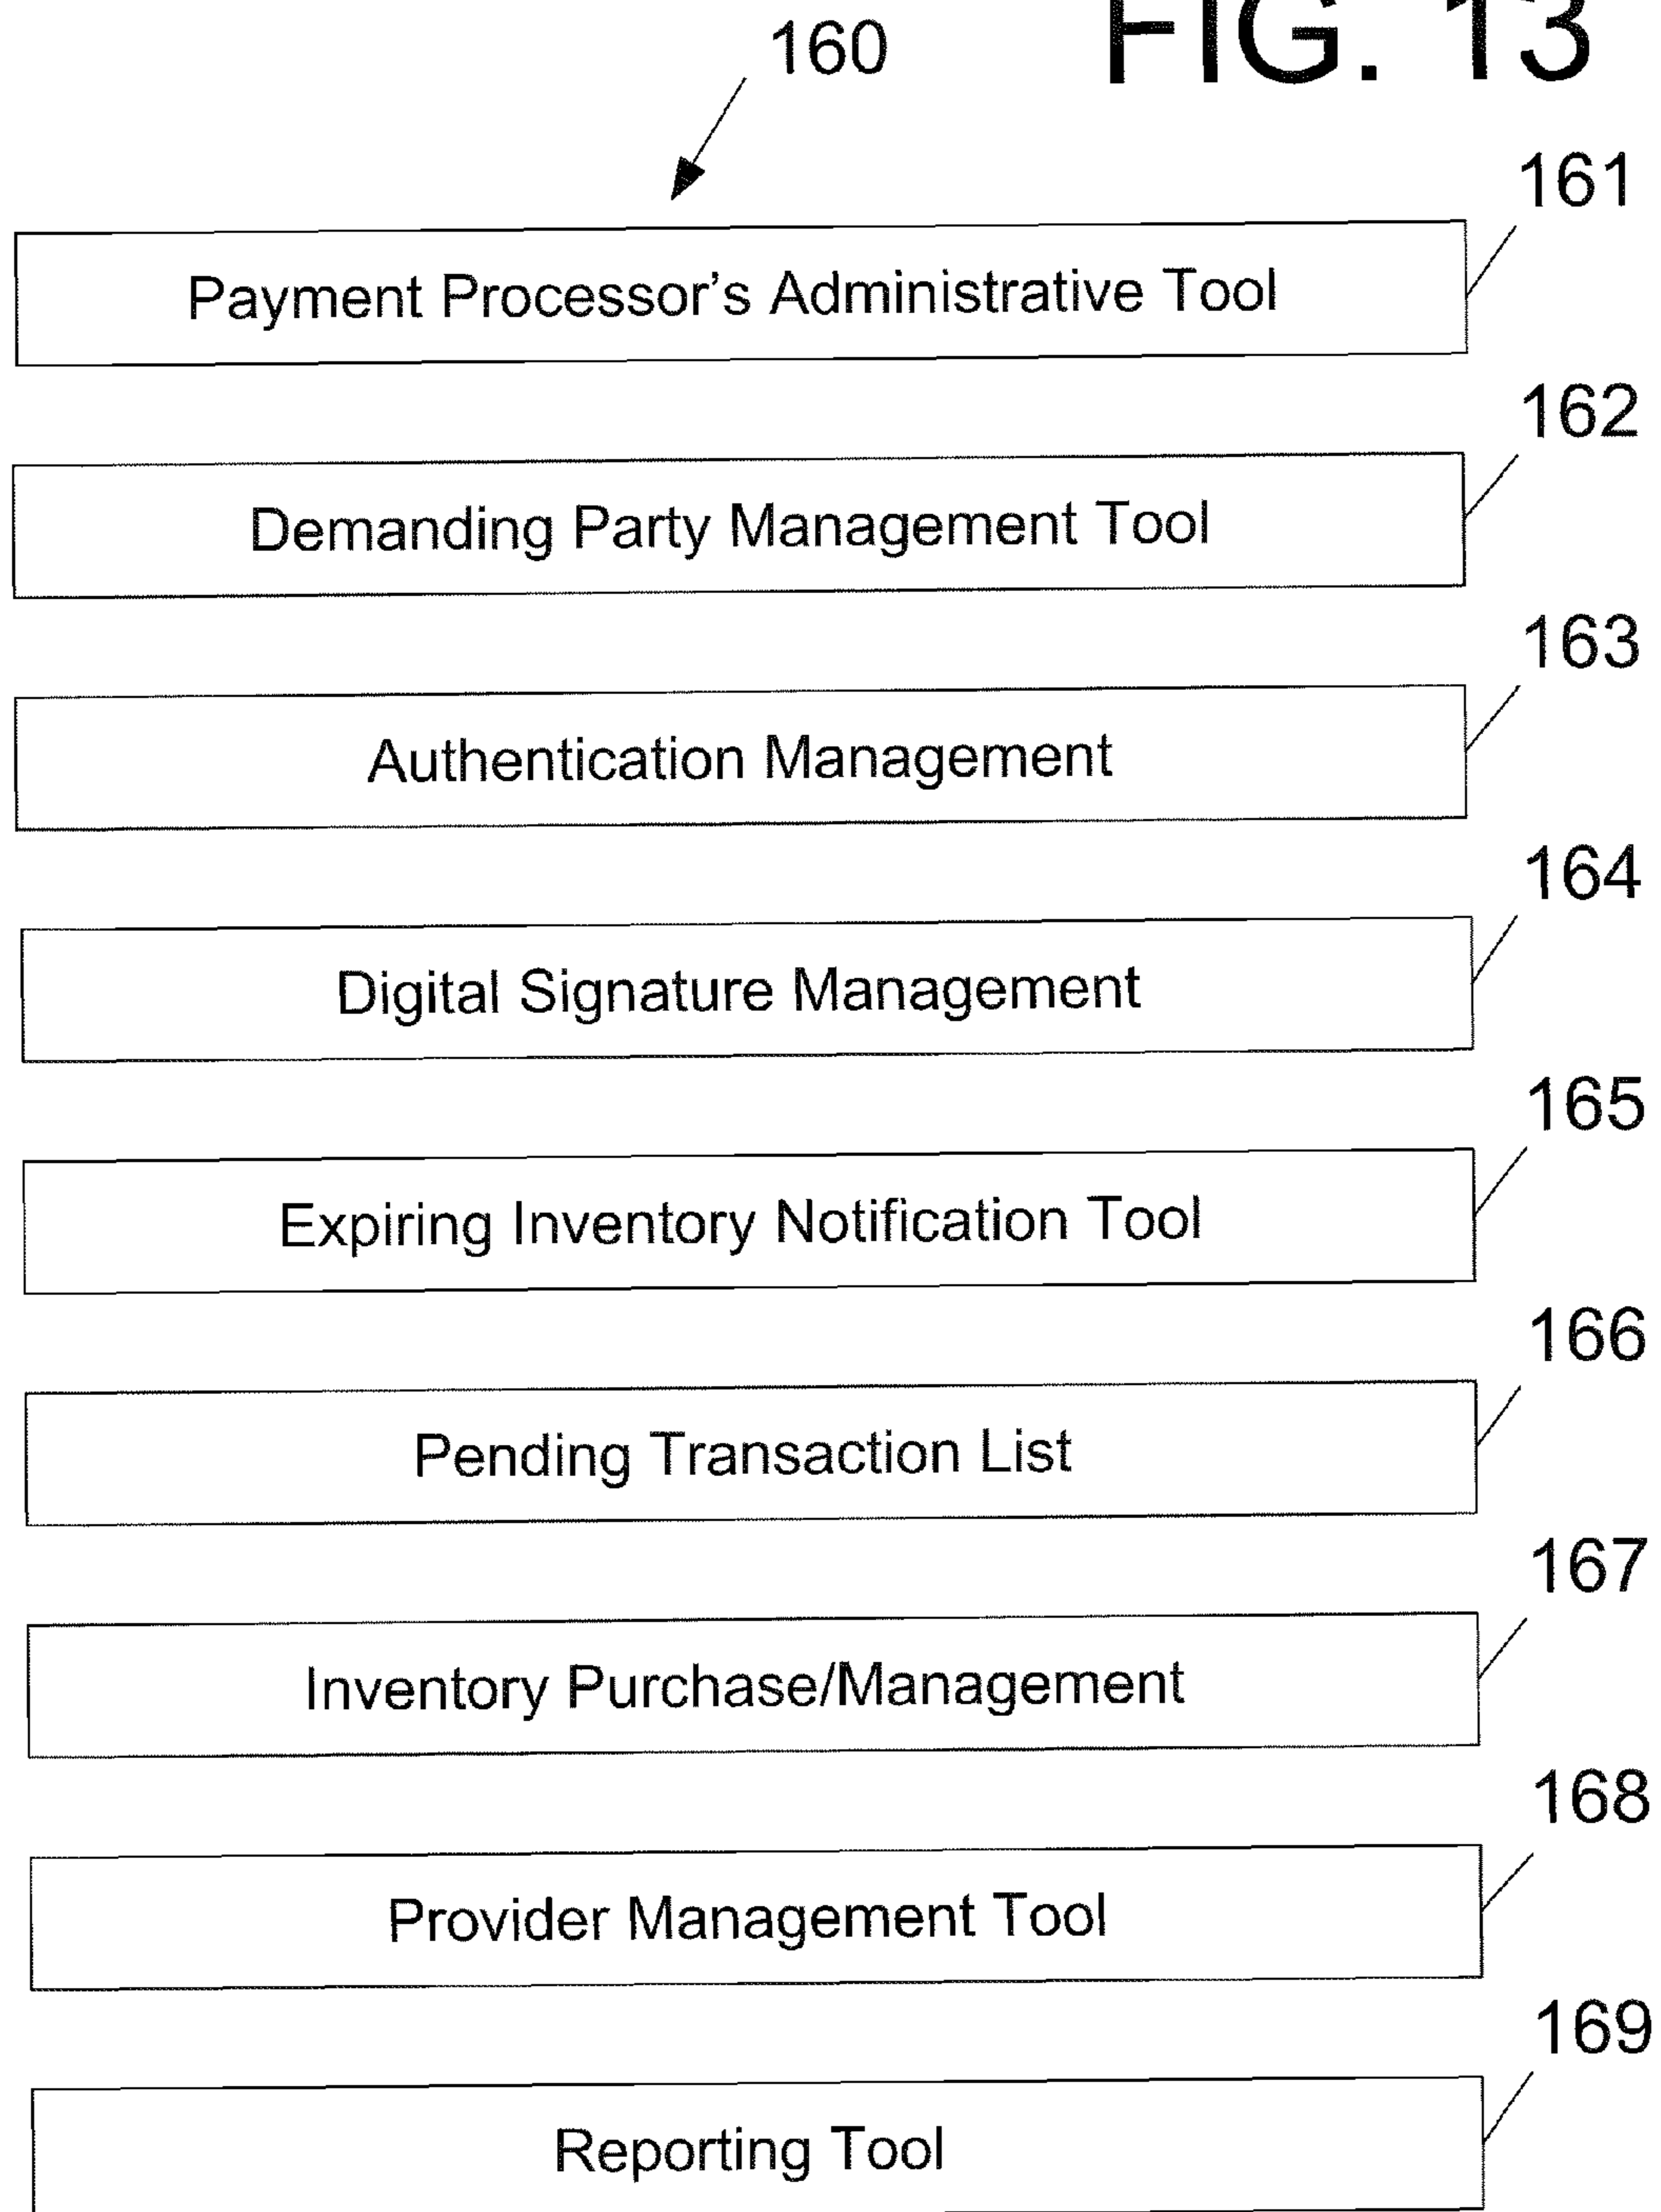 FIG. 13
160
161
Payment Processor's Administrative Tool
162
Demanding Party Management Tool
163
Authentication Management
164
Digital Signature Management
165
Expiring Inventory Notification Tool
166
Pending Transaction List
167
Inventory Purchase/Management
168
Provider Management Tool
169
Reporting Tool